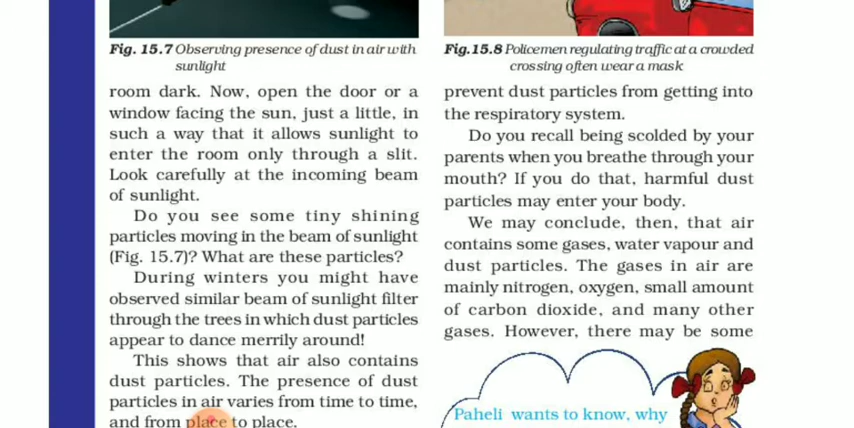 Fig. 15.7 Observing presence of dust in air with
sunlight
room dark. Now, open the door or a
window facing the sun, just a little, in
such a way that it allows sunlight to
enter the room only through a slit.
Look carefully at the incoming beam
of sunlight.
Do you see some tiny shining
particles moving in the beam of sunlight
(Fig. 15.7)? What are these particles?
During winters you might have
observed similar beam of sunlight filter
through the trees in which dust particles
appear to dance merrily around!
This shows that air also contains
dust particles. The presence of dust
particles in air varies from time to time,
and from place to place.
Fig.15.8 Policemen regulating traffic at a crowded
crossing often wear a mask
prevent dust particles from getting into
the respiratory system.
Do you recall being scolded by your
parents when you breathe through your
mouth? If you do that, harmful dust
particles may enter your body.
We may conclude, then, that air
contains some gases, water vapour and
dust particles. The gases in air are
mainly nitrogen, oxygen, small amount
of carbon dioxide, and many other
gases. However, there may be some
Paheli wants to know, why